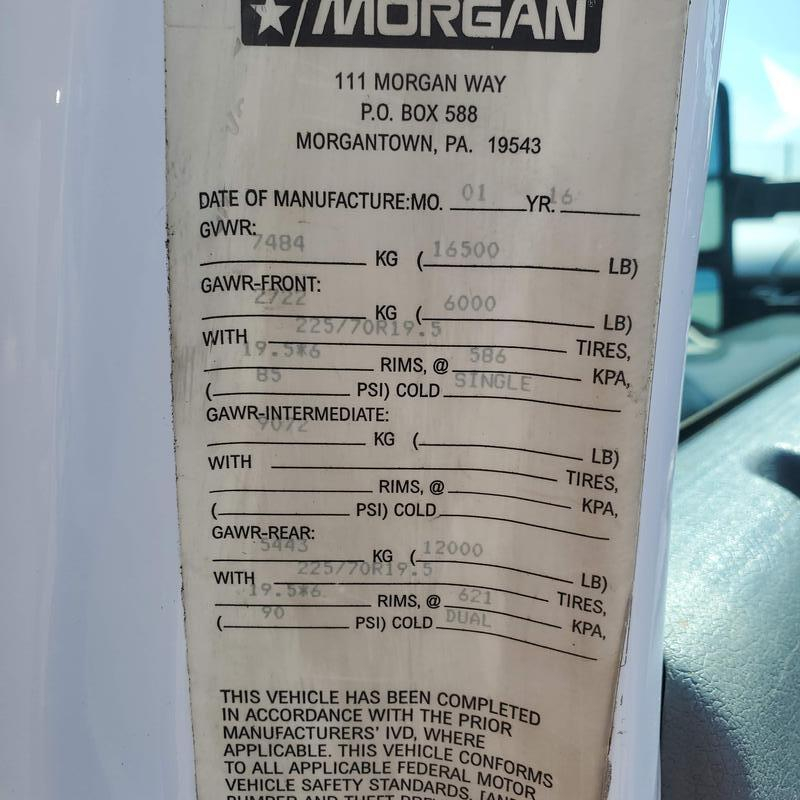 MORGAN
111 MORGAN WAY
P.O. BOX 588
MORGANTOWN, PA. 19543
DATE OF MANUFACTURE:MO. 01 YR. 16
GVWR:
7484 KG (16500 LB)
GAWR-FRONT:
2722 KG (6000 LB)
WITH 225/70R19.5 TIRES,
19.5*6 RIMS, @ 586 KPA,
(85 PSI) COLD SINGLE
GAWR-INTERMEDIATE:
9072 KG ( LB)
WITH TIRES,
RIMS, @ KPA,
( PSI) COLD
GAWR-REAR:
5443 KG (12000 LB)
WITH 225/70R19.5 TIRES,
19.5*6 RIMS, @ 621 KPA,
(90 PSI) COLD DUAL
THIS VEHICLE HAS BEEN COMPLETED
IN ACCORDANCE WITH THE PRIOR
MANUFACTURERS' IVD, WHERE
APPLICABLE. THIS VEHICLE CONFORMS
TO ALL APPLICABLE FEDERAL MOTOR
VEHICLE SAFETY STANDARDS,
BUMPER AND THEFT